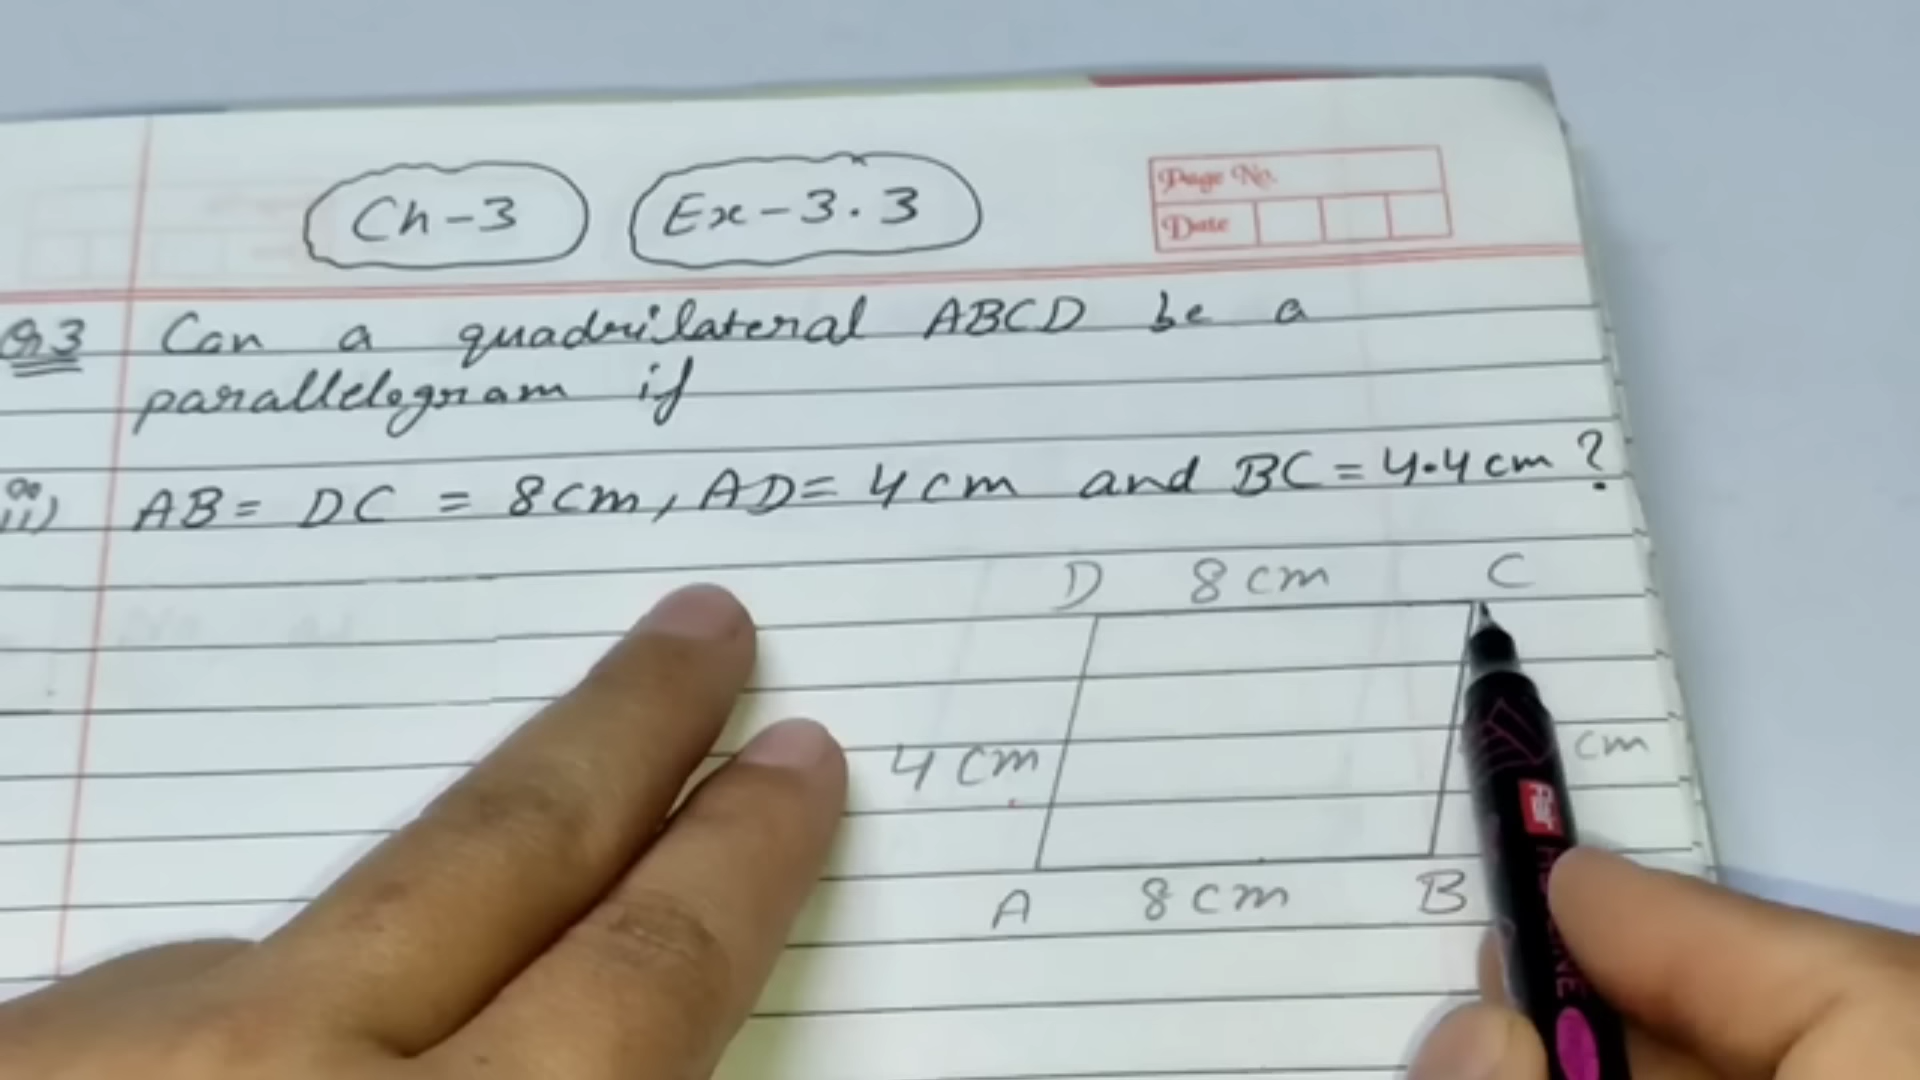 Ch-3 Ex-3.3
Page No.
Date
Q3 Can a quadrilateral ABCD be a
parallelogram if
ii) AB = DC = 8cm, AD = 4cm and BC = 4.4cm?
D 8cm C
4cm cm
A 8cm B